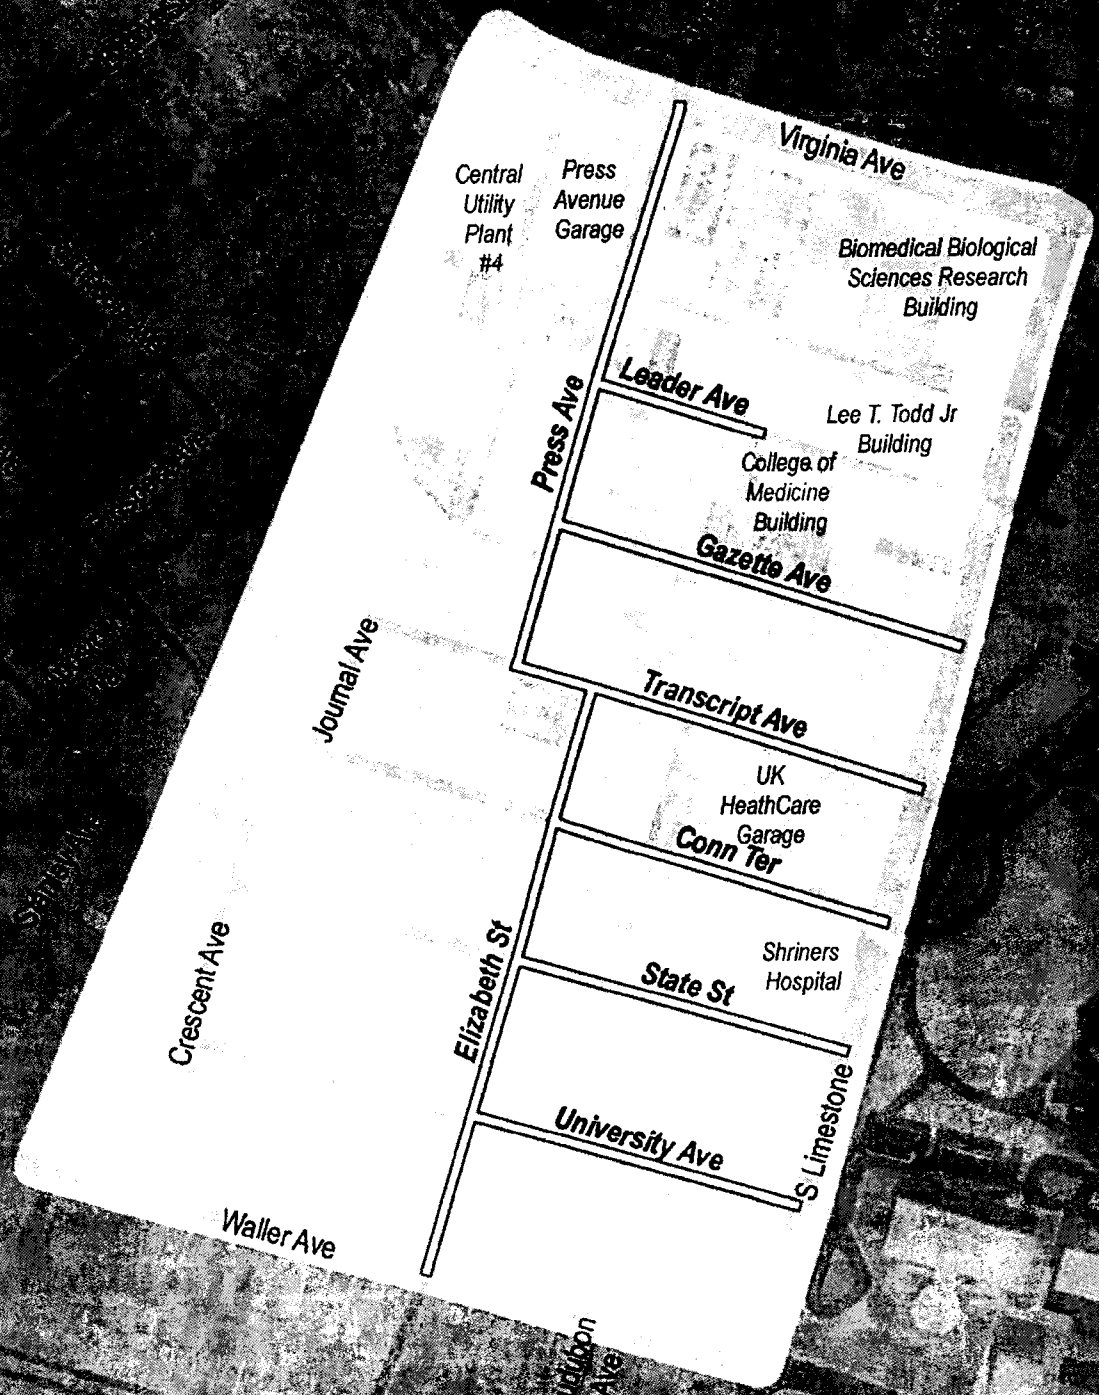 Virginia Ave
Central
Utility
Plant
#4
Press
Avenue
Garage
Biomedical Biological
Sciences Research
Building
Leader Ave
Press Ave
Lee T. Todd Jr
Building
College of
Medicine
Building
Gazette Ave
Journal Ave
Transcript Ave
UK
HeathCare
Garage
Conn Ter
Crescent Ave
Elizabeth St
Shriners
Hospital
State St
S Limestone
University Ave
Waller Ave
Ave